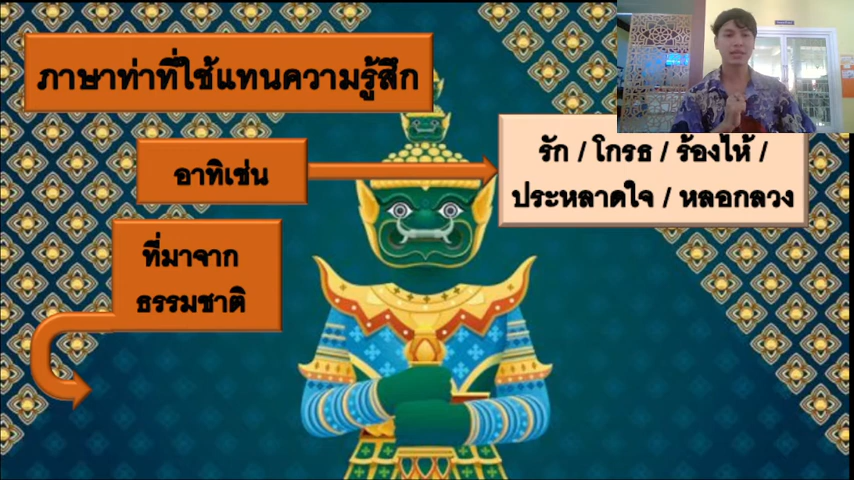 ภาษาท่าที่ใช้แทนความรู้สึก
อาทิเช่น
รัก / โกรธ / ร้องไห้ /
ประหลาดใจ / หลอกลวง
ที่มาจาก
ธรรมชาติ